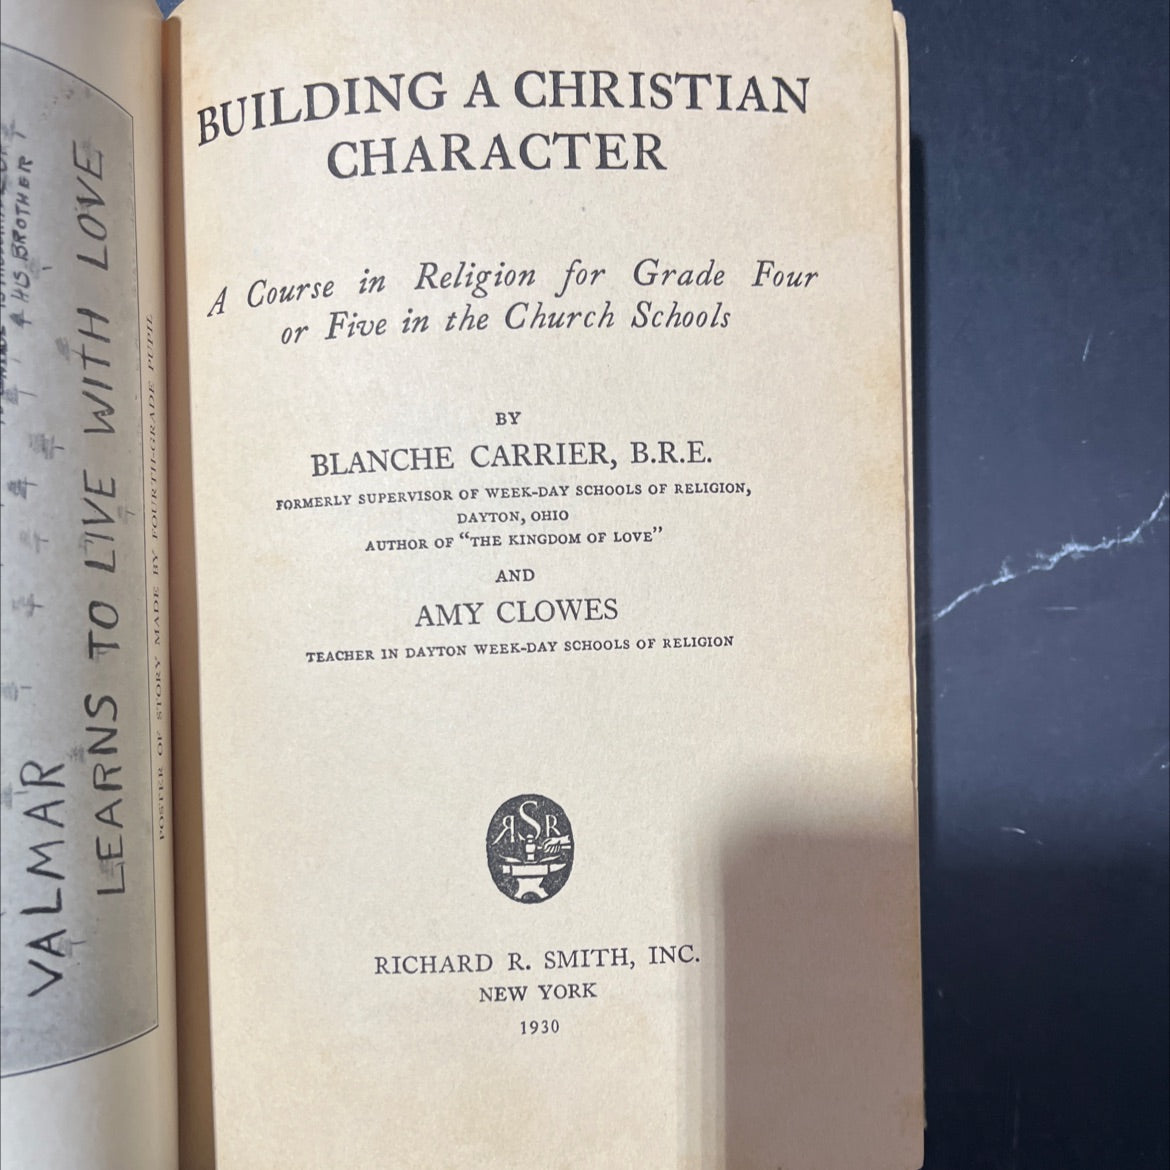 HIS BROTHER
VALMAR
LEARNS TO LIVE WITH LOVE
POSTER OF STORY MADE BY FOURTH-GRADE PUPIL
BUILDING A CHRISTIAN
CHARACTER
A Course in Religion for Grade Four
or Five in the Church Schools
BY
BLANCHE CARRIER, B.R.E.
FORMERLY SUPERVISOR OF WEEK-DAY SCHOOLS OF RELIGION,
DAYTON, OHIO
AUTHOR OF “THE KINGDOM OF LOVE”
AND
AMY CLOWES
TEACHER IN DAYTON WEEK-DAY SCHOOLS OF RELIGION
RSR
RICHARD R. SMITH, INC.
NEW YORK
1930